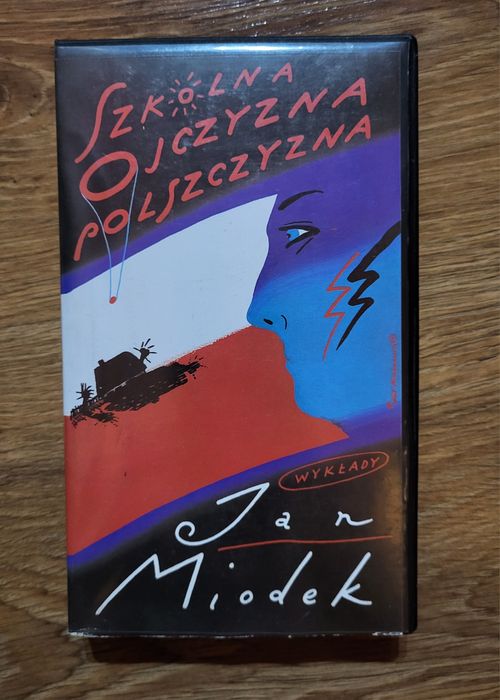 SZKOLNA
OJCZYZNA
POLSZCZYZNA
WYKŁADY
Jan
Miodek